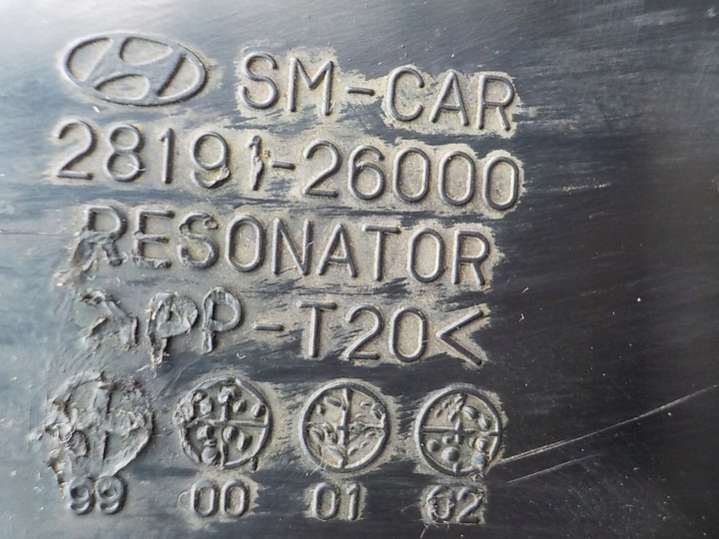 SM-CAR
28191-26000
RESONATOR
>PP-T20<
99 00 01 02